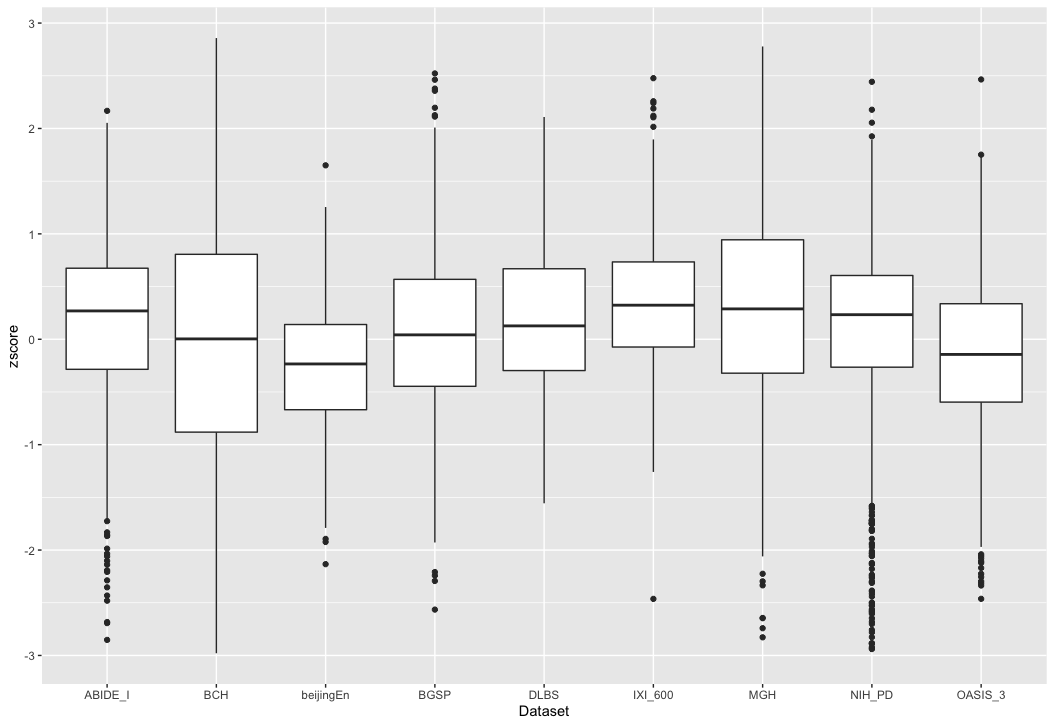 3
2
1
0
-1
-2
-3
zscore
ABIDE_I BCH beijingEn BGSP DLBS IXI_600 MGH NIH_PD OASIS_3
Dataset